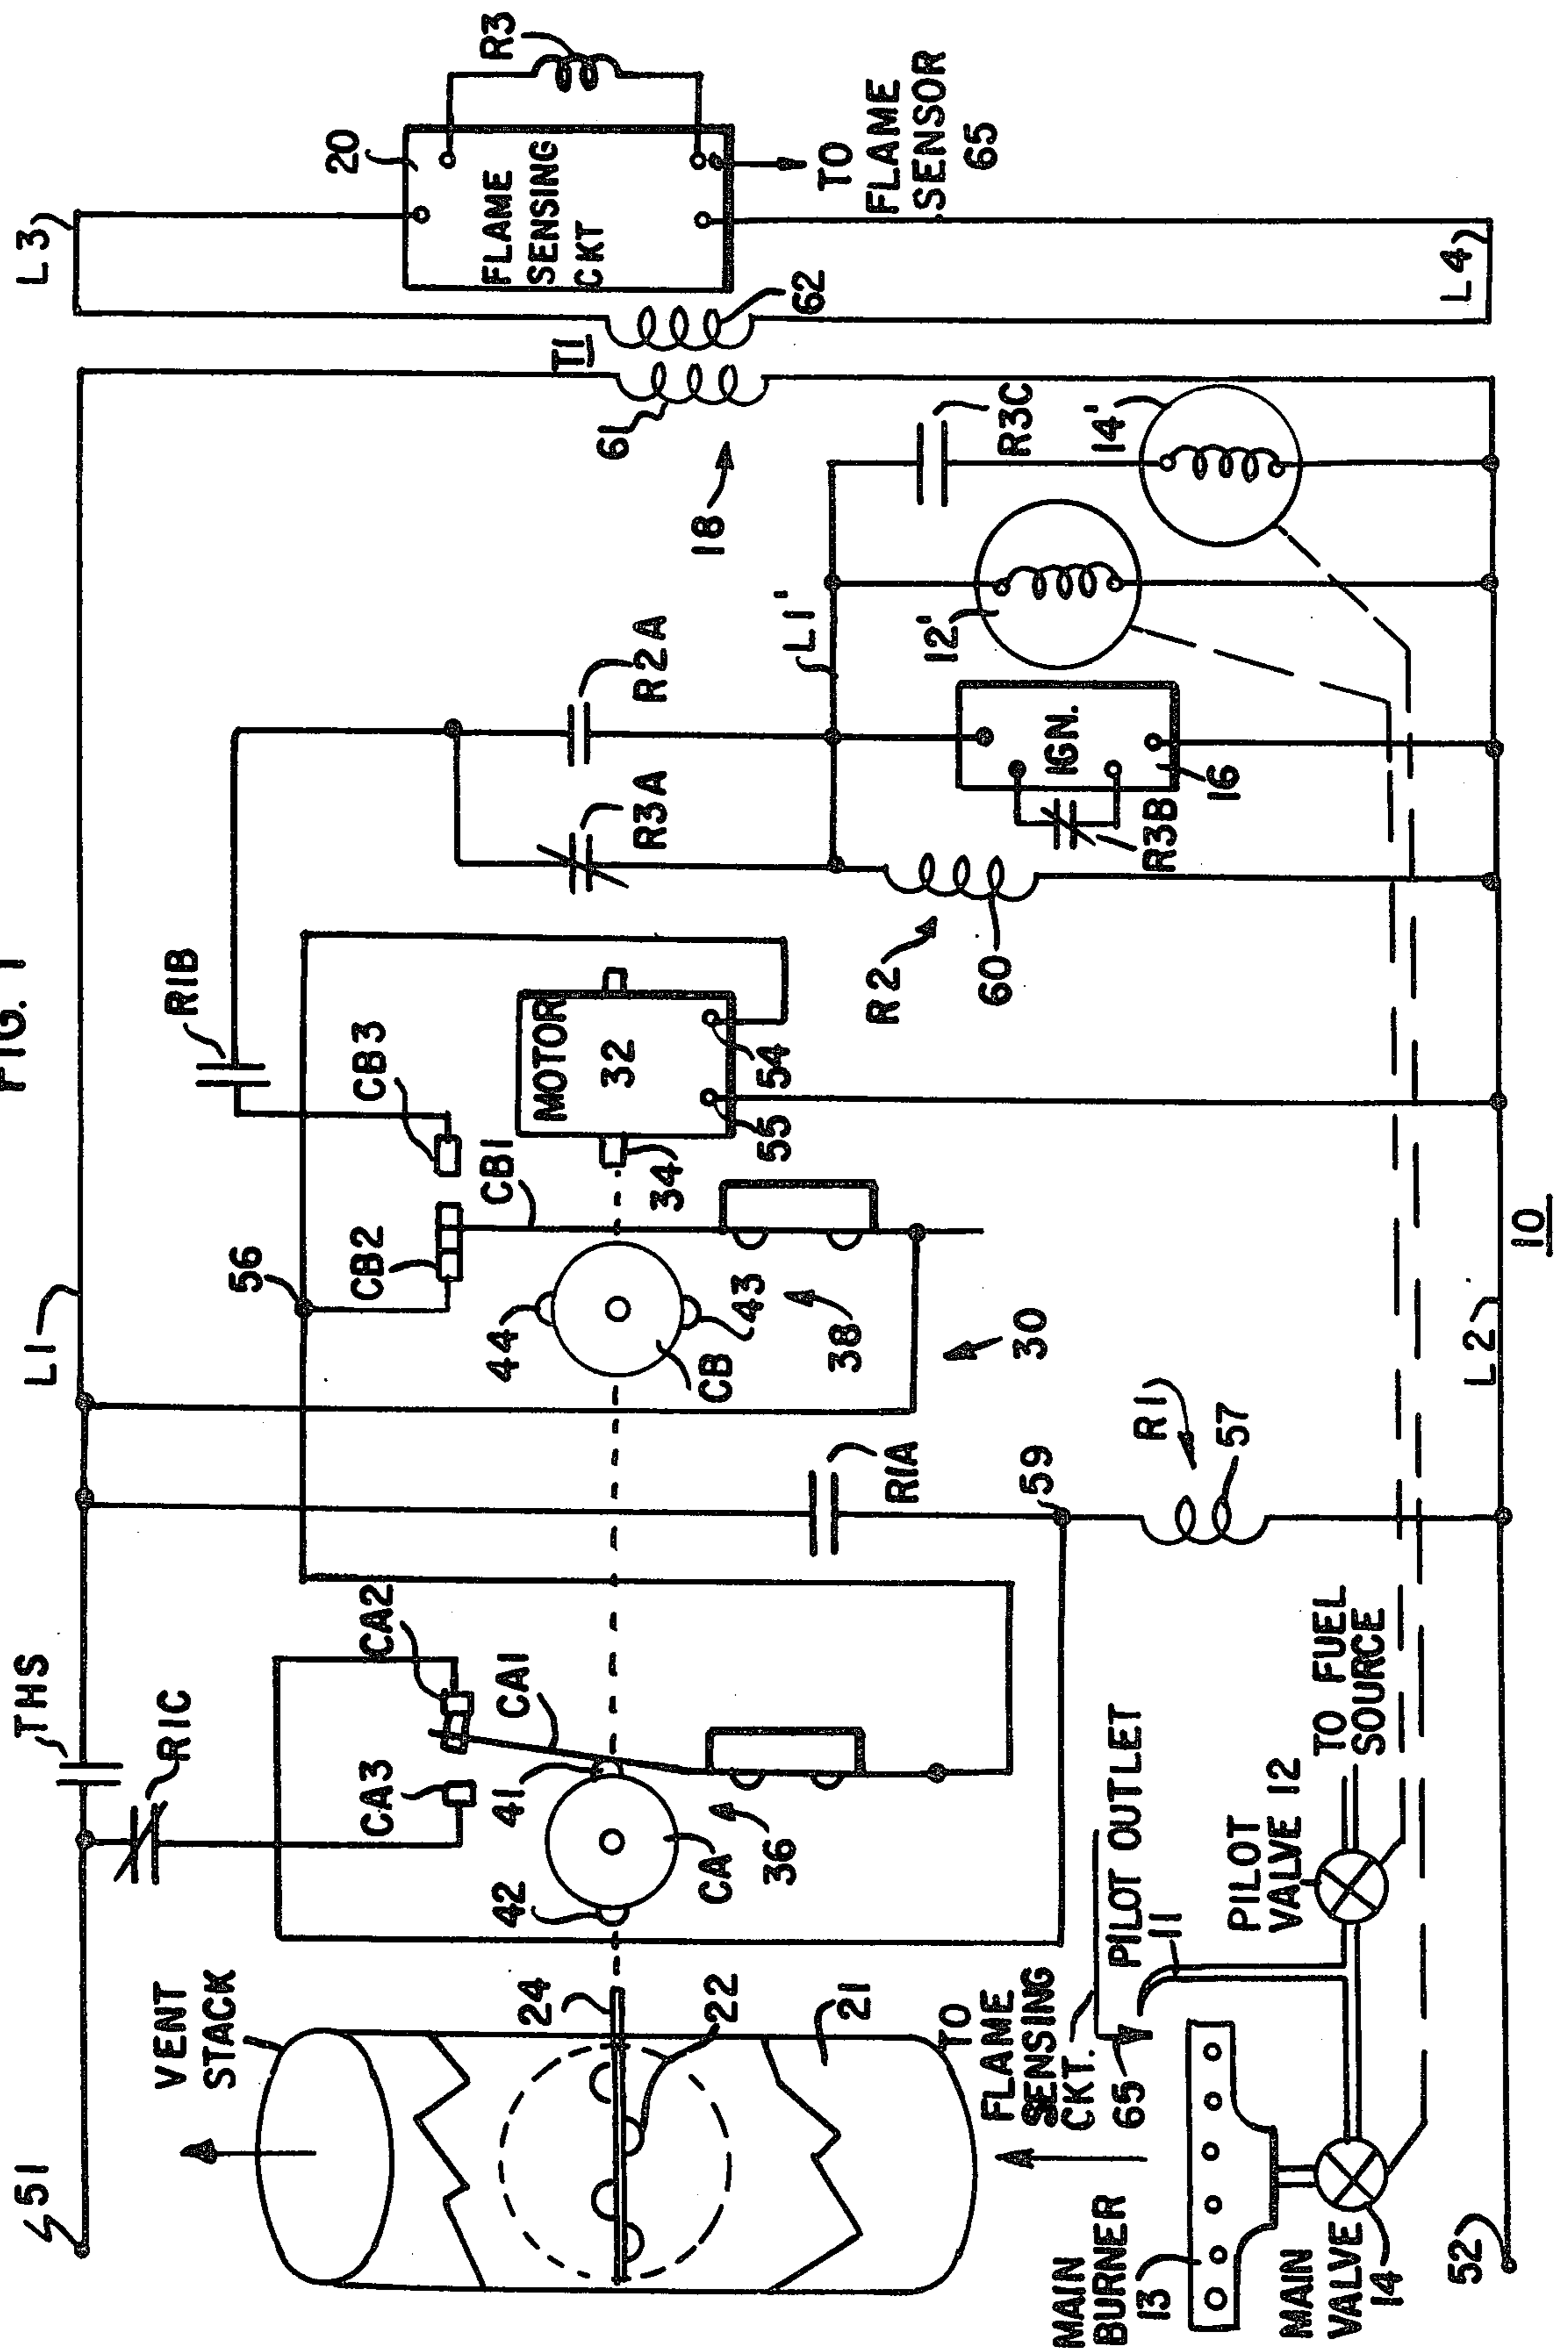 FIG. 1
51
VENT
STACK
24
22
21
TO
FLAME
SENSING
CKT.
65
PILOT OUTLET
11
MAIN
BURNER
13
MAIN
VALVE
14
PILOT
VALVE 12
TO FUEL
SOURCE
52
THS
R1C
CA3
CA2
CA1
41
42
CA
36
L1
R1A
59
R1
57
L2
10
56
CB2
CB1
CB3
R1B
44
43
CB
38
30
MOTOR
32
34
54
55
R2
60
R3A
R2A
L1'
IGN.
R3B
16
12'
14'
R3C
18
61
T1
62
L3
L4
20
FLAME
SENSING
CKT
R3
TO
FLAME
SENSOR
65